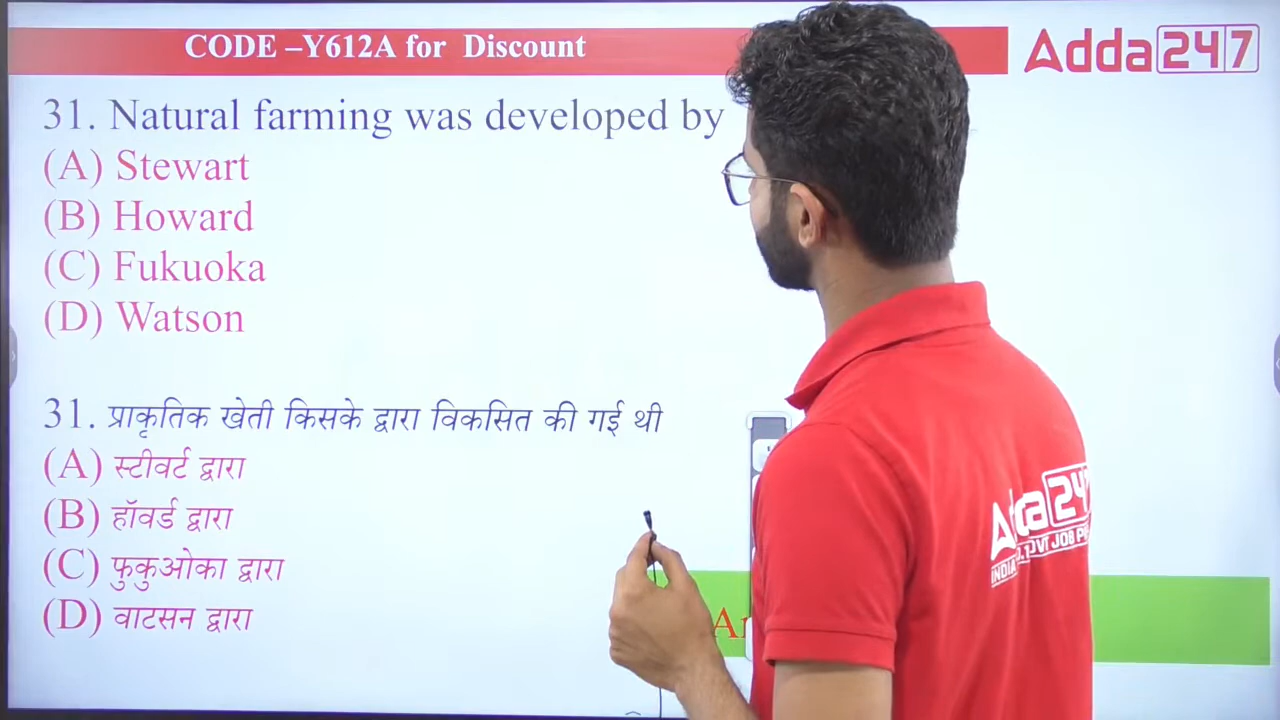 CODE –Y612A for Discount
Adda247
31. Natural farming was developed by
(A) Stewart
(B) Howard
(C) Fukuoka
(D) Watson
31. प्राकृतिक खेती किसके द्वारा विकसित की गई थी
(A) स्टीवर्ट द्वारा
(B) हॉवर्ड द्वारा
(C) फुकुओका द्वारा
(D) वाटसन द्वारा